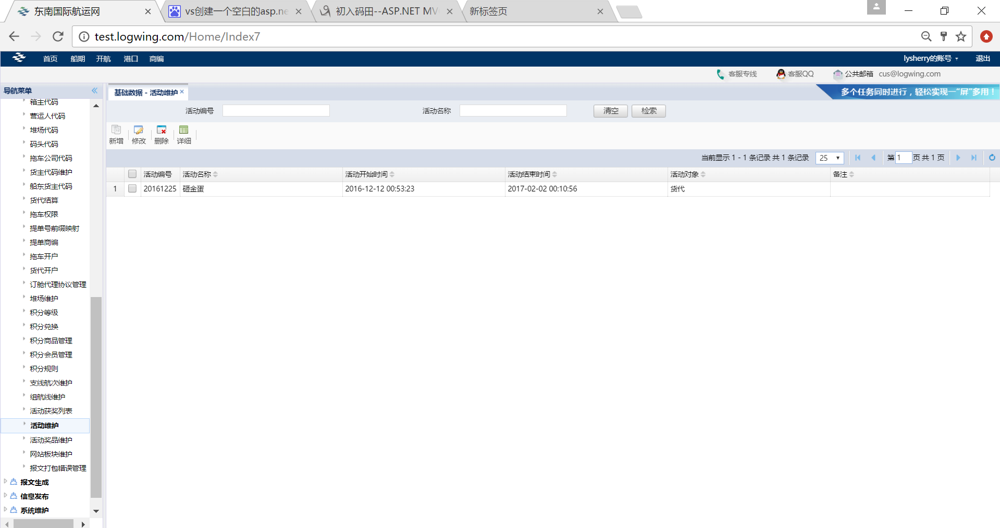 东南国际航运网
vs创建一个空白的asp.ne
初入码田--ASP.NET MV
新标签页
test.logwing.com/Home/Index7
首页 船期 开航 港口 商编
lysherry的账号 退出
客服专线 客服QQ 公共邮箱 cus@logwing.com
导航菜单
基础数据 - 活动维护
多个任务同时进行，轻松实现一“屏”多用！
箱主代码
营运人代码
堆场代码
码头代码
拖车公司代码
货主代码维护
船东货主代码
货代结算
拖车权限
提单号前缀映射
提单商编
拖车开户
货代开户
订舱代理协议管理
堆场维护
积分等级
积分兑换
积分商品管理
积分会员管理
积分规则
支线航次维护
组航线维护
活动获奖列表
活动维护
活动奖品维护
网站板块维护
报文打包错误管理
报文生成
信息发布
系统维护
活动编号 活动名称 清空 检索
新增 修改 删除 详细
当前显示 1 - 1 条记录 共 1 条记录 25 第 1 页 共 1 页
活动编号 活动名称 活动开始时间 活动结束时间 活动对象 备注
1 20161225 砸金蛋 2016-12-12 00:53:23 2017-02-02 00:10:56 货代